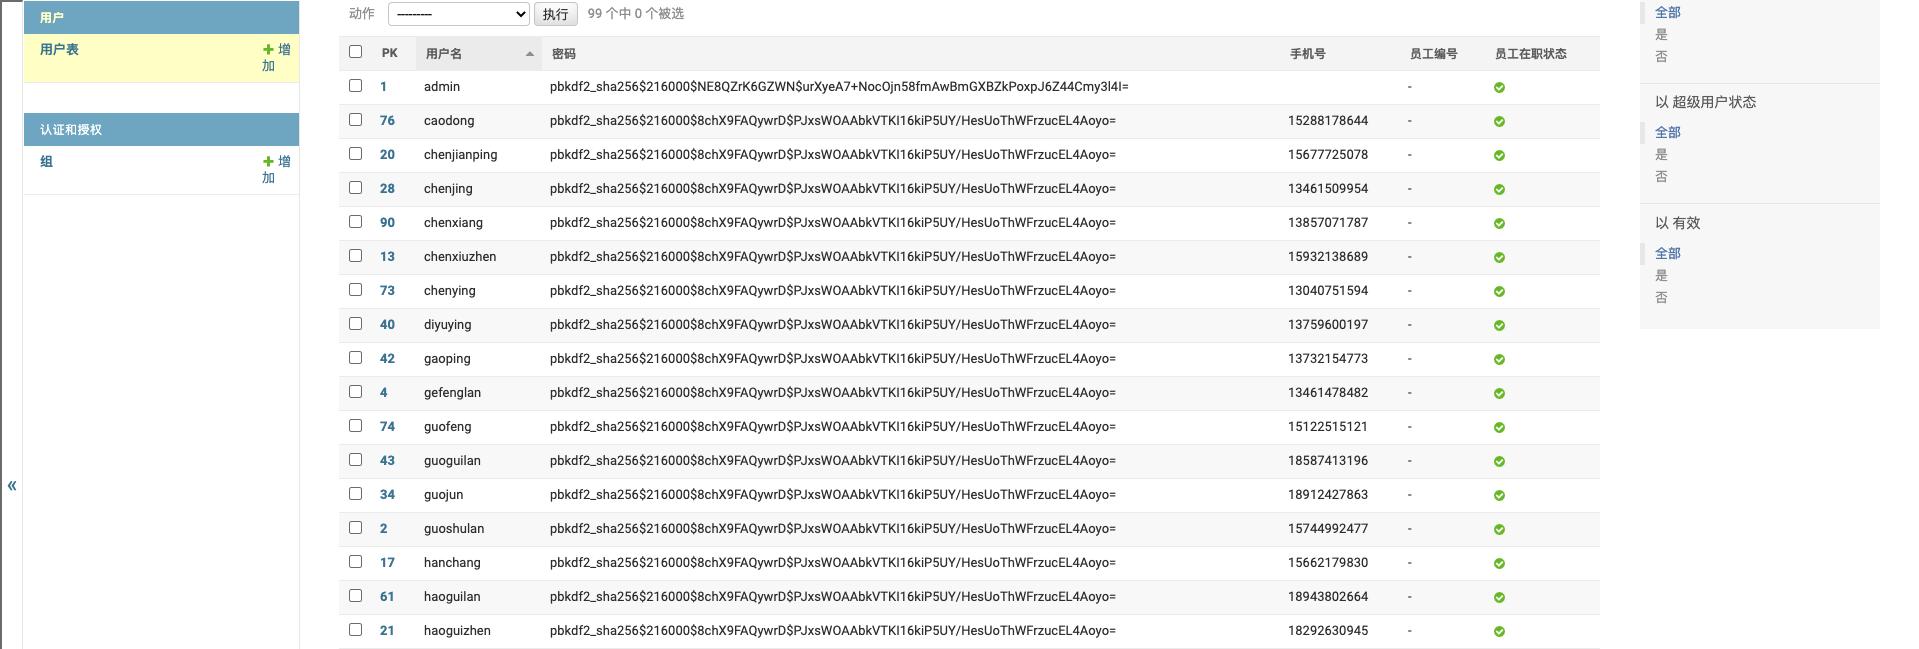 用户
用户表
增加
认证和授权
组
增加
«
动作 --------- 执行 99 个中 0 个被选
PK 用户名 密码 手机号 员工编号 员工在职状态
1 admin pbkdf2_sha256$216000$NE8QZrK6GZWN$urXyeA7+NocOjn58fmAwBmGXBZkPoxpJ6Z44Cmy3l4I= -
76 caodong pbkdf2_sha256$216000$8chX9FAQywrD$PJxsWOAAbkVTKI16kiP5UY/HesUoThWFrzucEL4Aoyo= 15288178644 -
20 chenjianping pbkdf2_sha256$216000$8chX9FAQywrD$PJxsWOAAbkVTKI16kiP5UY/HesUoThWFrzucEL4Aoyo= 15677725078 -
28 chenjing pbkdf2_sha256$216000$8chX9FAQywrD$PJxsWOAAbkVTKI16kiP5UY/HesUoThWFrzucEL4Aoyo= 13461509954 -
90 chenxiang pbkdf2_sha256$216000$8chX9FAQywrD$PJxsWOAAbkVTKI16kiP5UY/HesUoThWFrzucEL4Aoyo= 13857071787 -
13 chenxiuzhen pbkdf2_sha256$216000$8chX9FAQywrD$PJxsWOAAbkVTKI16kiP5UY/HesUoThWFrzucEL4Aoyo= 15932138689 -
73 chenying pbkdf2_sha256$216000$8chX9FAQywrD$PJxsWOAAbkVTKI16kiP5UY/HesUoThWFrzucEL4Aoyo= 13040751594 -
40 diyuying pbkdf2_sha256$216000$8chX9FAQywrD$PJxsWOAAbkVTKI16kiP5UY/HesUoThWFrzucEL4Aoyo= 13759600197 -
42 gaoping pbkdf2_sha256$216000$8chX9FAQywrD$PJxsWOAAbkVTKI16kiP5UY/HesUoThWFrzucEL4Aoyo= 13732154773 -
4 gefenglan pbkdf2_sha256$216000$8chX9FAQywrD$PJxsWOAAbkVTKI16kiP5UY/HesUoThWFrzucEL4Aoyo= 13461478482 -
74 guofeng pbkdf2_sha256$216000$8chX9FAQywrD$PJxsWOAAbkVTKI16kiP5UY/HesUoThWFrzucEL4Aoyo= 15122515121 -
43 guoguilan pbkdf2_sha256$216000$8chX9FAQywrD$PJxsWOAAbkVTKI16kiP5UY/HesUoThWFrzucEL4Aoyo= 18587413196 -
34 guojun pbkdf2_sha256$216000$8chX9FAQywrD$PJxsWOAAbkVTKI16kiP5UY/HesUoThWFrzucEL4Aoyo= 18912427863 -
2 guoshulan pbkdf2_sha256$216000$8chX9FAQywrD$PJxsWOAAbkVTKI16kiP5UY/HesUoThWFrzucEL4Aoyo= 15744992477 -
17 hanchang pbkdf2_sha256$216000$8chX9FAQywrD$PJxsWOAAbkVTKI16kiP5UY/HesUoThWFrzucEL4Aoyo= 15662179830 -
61 haoguilan pbkdf2_sha256$216000$8chX9FAQywrD$PJxsWOAAbkVTKI16kiP5UY/HesUoThWFrzucEL4Aoyo= 18943802664 -
21 haoguizhen pbkdf2_sha256$216000$8chX9FAQywrD$PJxsWOAAbkVTKI16kiP5UY/HesUoThWFrzucEL4Aoyo= 18292630945 -
全部
是
否
以 超级用户状态
全部
是
否
以 有效
全部
是
否